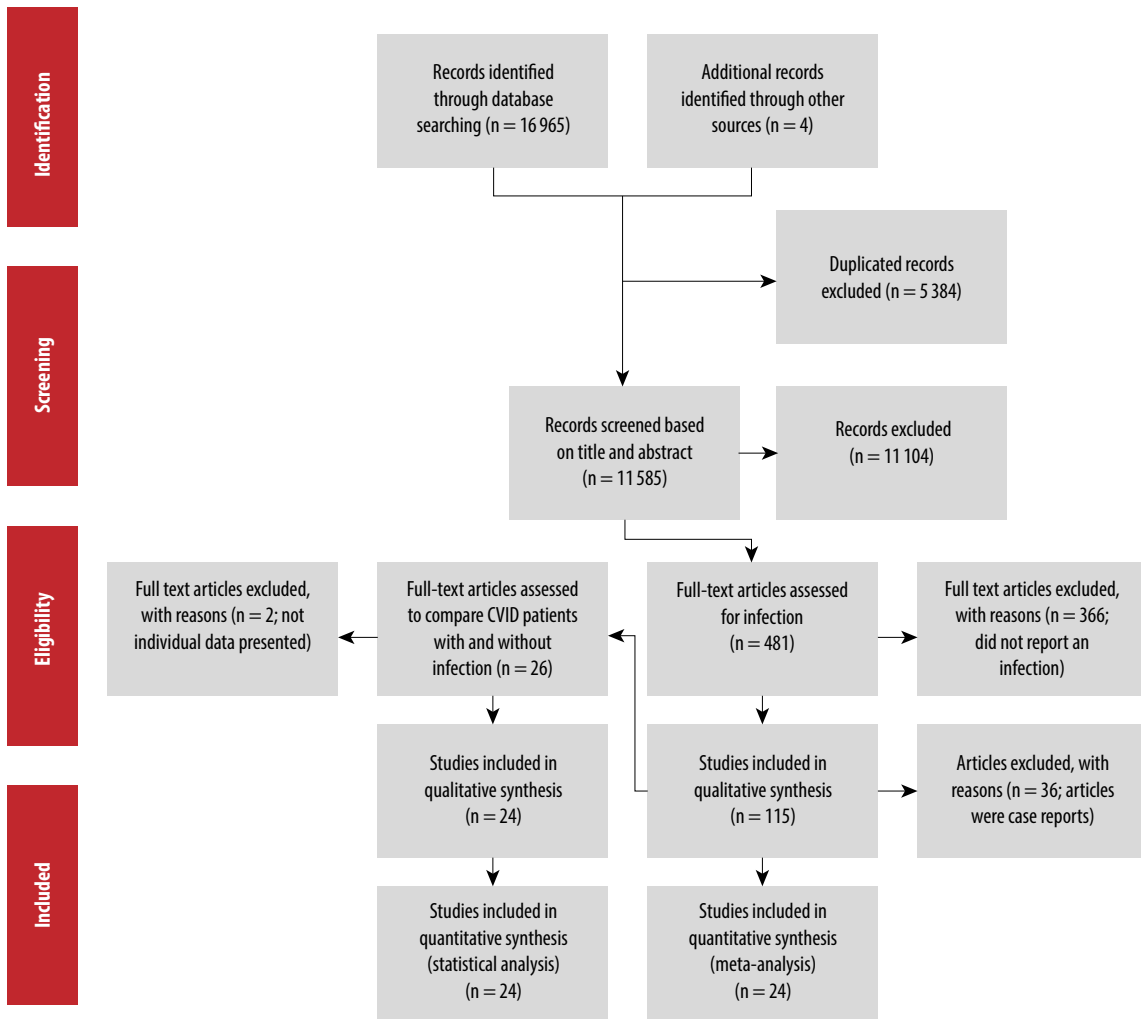 Identification
Records identified
through database
searching (n = 16 965)
Additional records
identified through other
sources (n = 4)
Duplicated records
excluded (n = 5 384)
Screening
Records screened based
on title and abstract
(n = 11 585)
Records excluded
(n = 11 104)
Eligibility
Full text articles excluded,
with reasons (n = 2; not
individual data presented)
Full-text articles assessed
to compare CVID patients
with and without
infection (n = 26)
Full-text articles assessed
for infection
(n = 481)
Full text articles excluded,
with reasons (n = 366;
did not report an
infection)
Studies included in
qualitative synthesis
(n = 24)
Studies included in
qualitative synthesis
(n = 115)
Articles excluded, with
reasons (n = 36; articles
were case reports)
Included
Studies included in
quantitative synthesis
(statistical analysis)
(n = 24)
Studies included in
quantitative synthesis
(meta-analysis)
(n = 24)